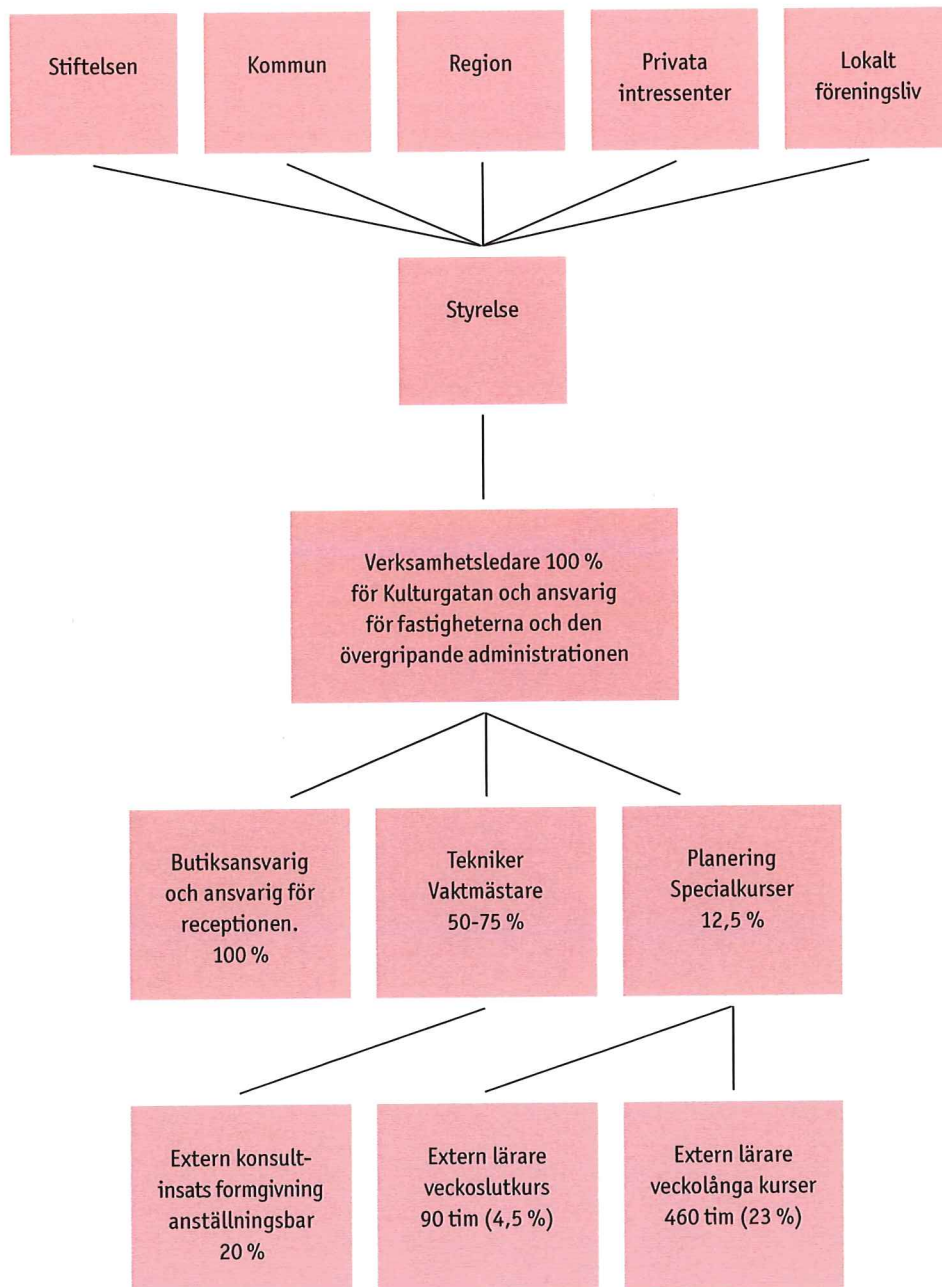 Stiftelsen
Kommun
Region
Privata
intressenter
Lokalt
föreningsliv
Styrelse
Verksamhetsledare 100 %
för Kulturgatan och ansvarig
för fastigheterna och den
övergripande administrationen
Butiksansvarig
och ansvarig för
receptionen.
100 %
Tekniker
Vaktmästare
50-75 %
Planering
Specialkurser
12,5 %
Extern konsult-
insats formgivning
anställningsbar
20 %
Extern lärare
veckoslutkurs
90 tim (4,5 %)
Extern lärare
veckolånga kurser
460 tim (23 %)